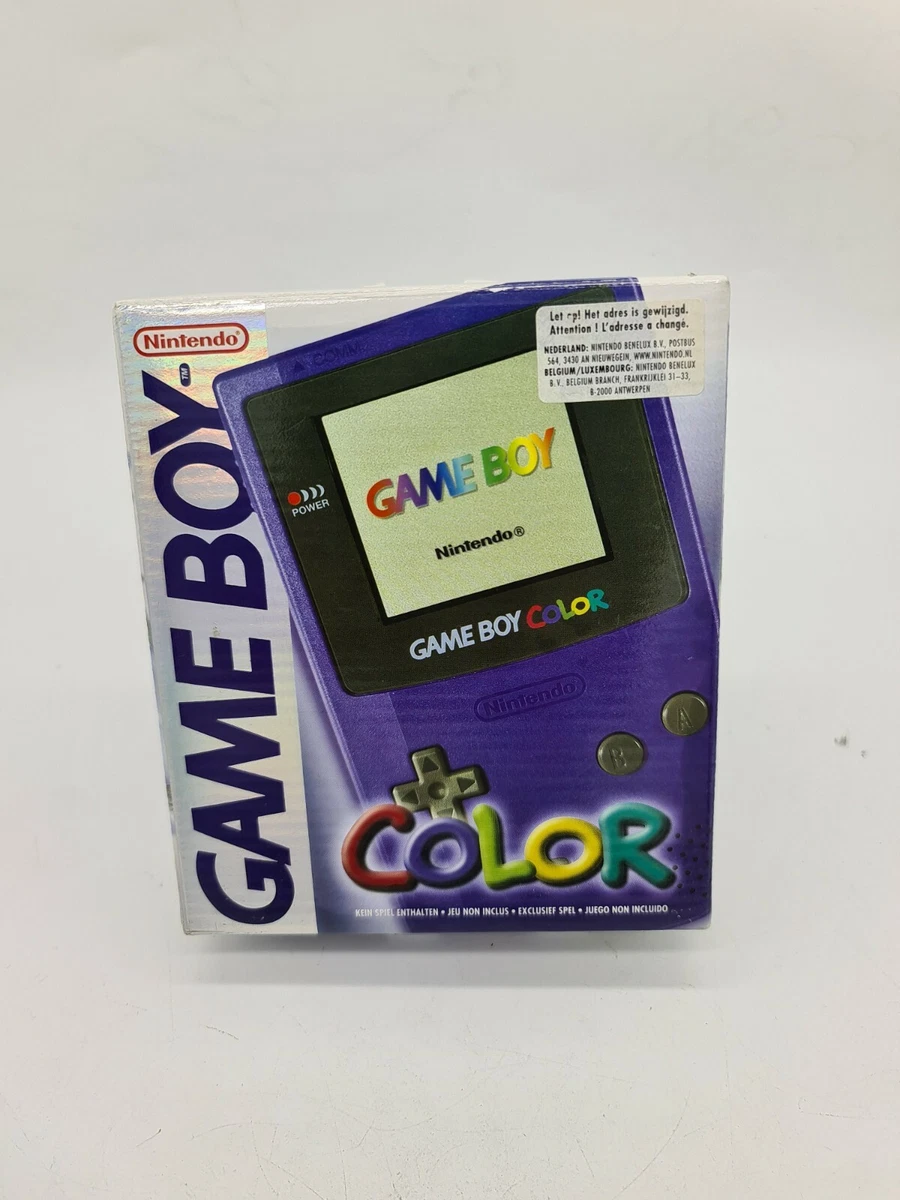 Nintendo®
GAME BOY™
COMM.
Let op! Het adres is gewijzigd.
Attention ! L'adresse a changé.
NEDERLAND: NINTENDO BENELUX B.V., POSTBUS
564, 3430 AN NIEUWEGEIN, WWW.NINTENDO.NL
BELGIUM/LUXEMBOURG: NINTENDO BENELUX
B.V. BELGIUM BRANCH, FRANKRIJKLEI 31–33,
B-2000 ANTWERPEN
POWER
GAME BOY
Nintendo®
GAME BOY COLOR
Nintendo
A
B
COLOR
KEIN SPIEL ENTHALTEN • JEU NON INCLUS • EXCLUSIEF SPEL • JUEGO NON INCLUIDO